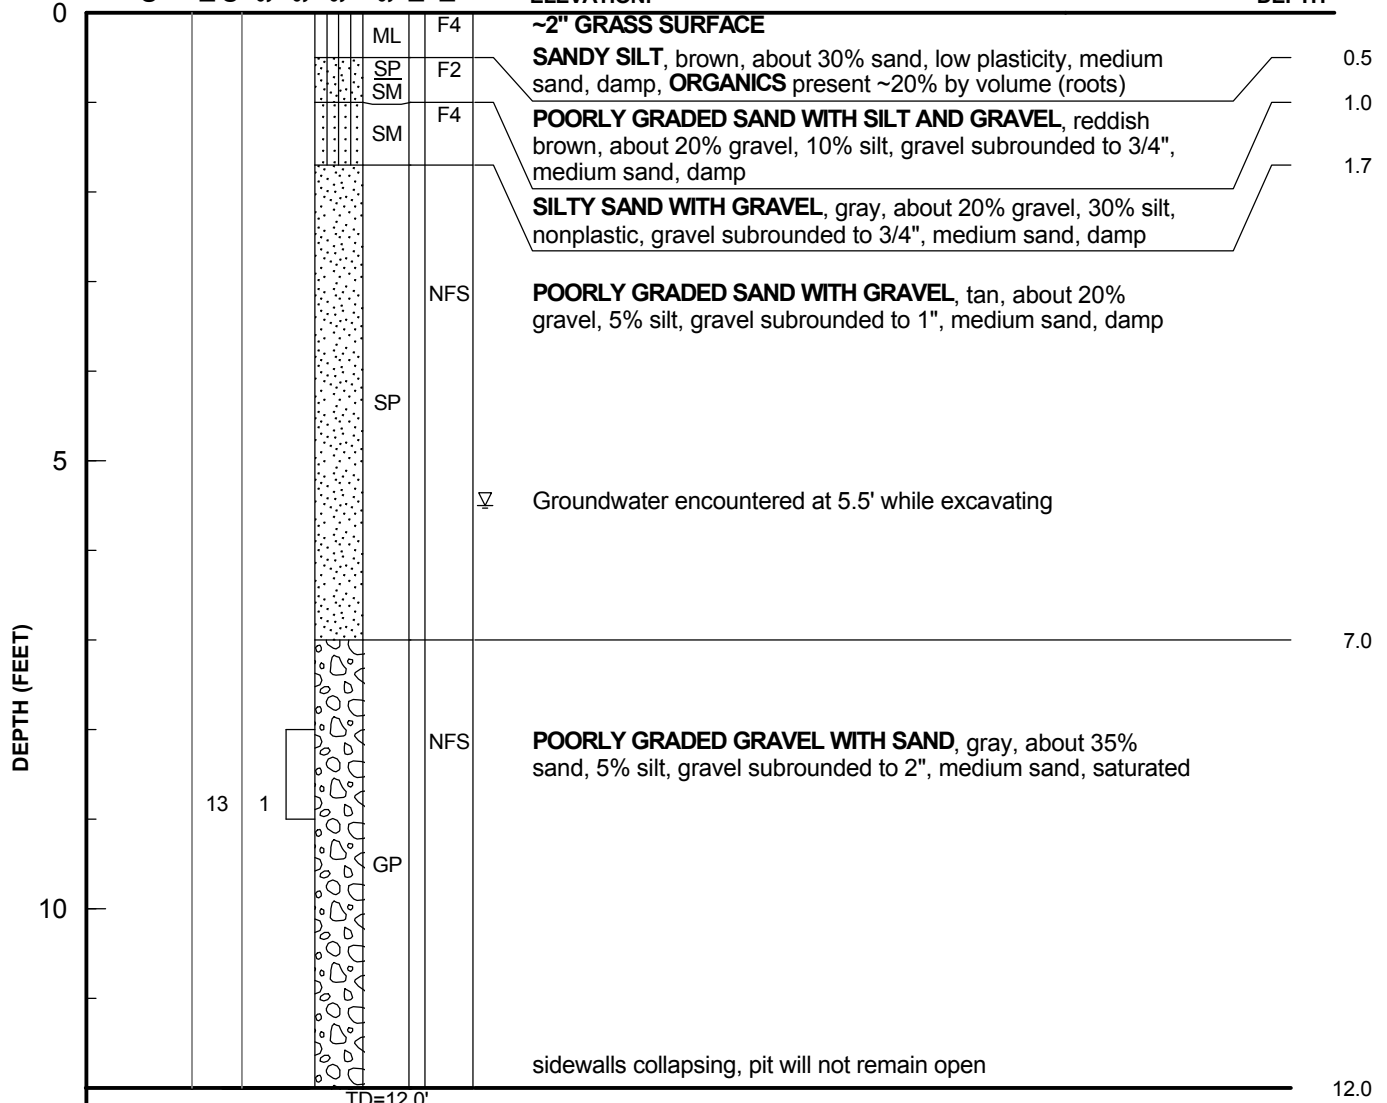 0
ML
F4
~2" GRASS SURFACE
SANDY SILT, brown, about 30% sand, low plasticity, medium
sand, damp, ORGANICS present ~20% by volume (roots)
0.5
SP
SM
F2
1.0
SM
F4
POORLY GRADED SAND WITH SILT AND GRAVEL, reddish
brown, about 20% gravel, 10% silt, gravel subrounded to 3/4",
medium sand, damp
1.7
SILTY SAND WITH GRAVEL, gray, about 20% gravel, 30% silt,
nonplastic, gravel subrounded to 3/4", medium sand, damp
NFS
POORLY GRADED SAND WITH GRAVEL, tan, about 20%
gravel, 5% silt, gravel subrounded to 1", medium sand, damp
SP
5
Groundwater encountered at 5.5' while excavating
DEPTH (FEET)
7.0
NFS
POORLY GRADED GRAVEL WITH SAND, gray, about 35%
sand, 5% silt, gravel subrounded to 2", medium sand, saturated
13 1
GP
10
sidewalls collapsing, pit will not remain open
12.0
TD=12.0'